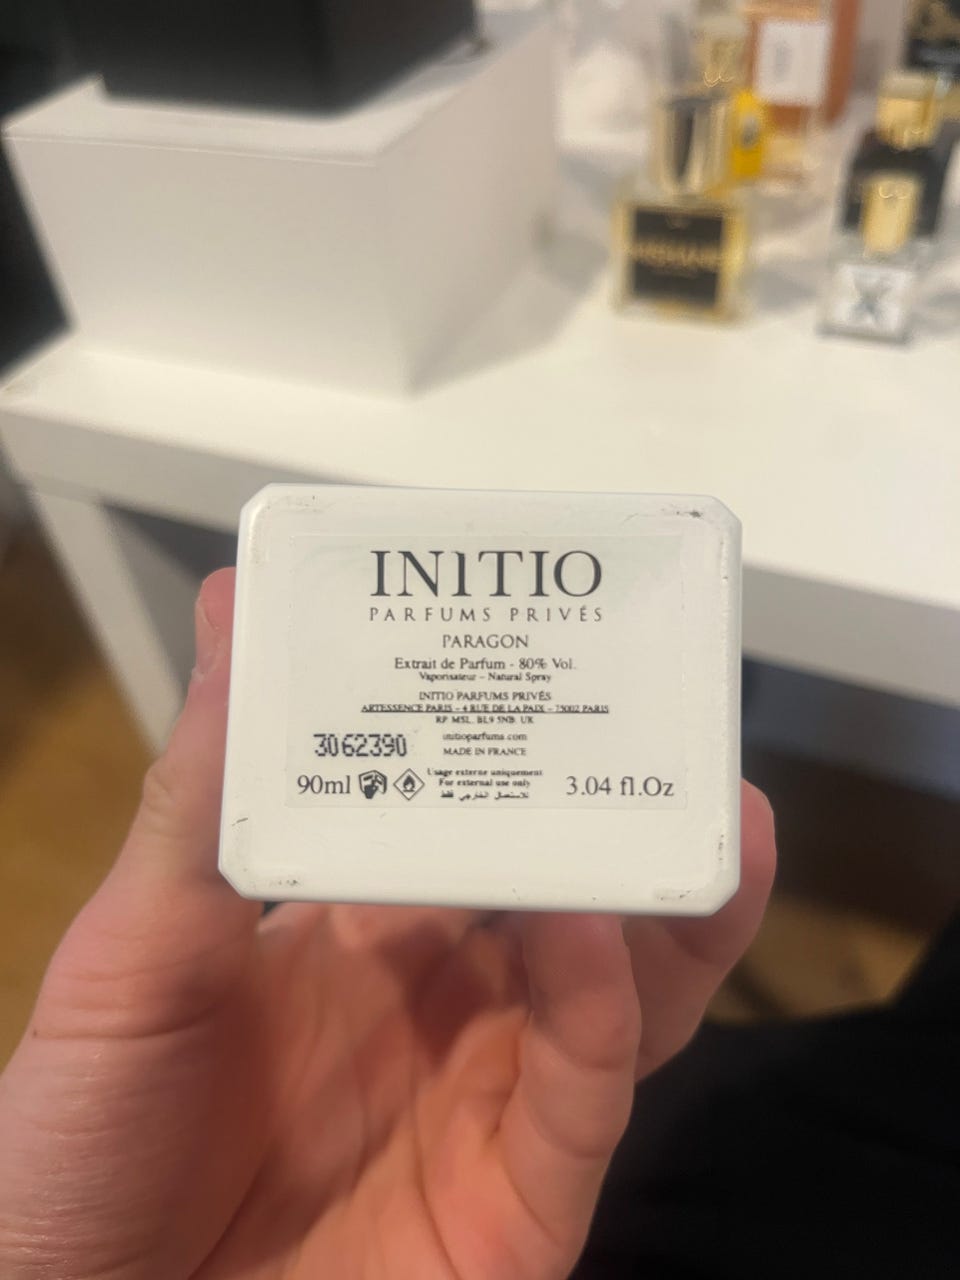 INITIO
PARFUMS PRIVÉS
PARAGON
Extrait de Parfum - 80% Vol.
Vaporisateur – Natural Spray
INITIO PARFUMS PRIVÉS
ARTESSENCE PARIS – 4 RUE DE LA PAIX – 75002 PARIS
RP MSL. BL9 5NB. UK
initioparfums.com
3062390
MADE IN FRANCE
Usage externe uniquement
For external use only
للاستعمال الخارجي فقط
90ml
3.04 fl.Oz